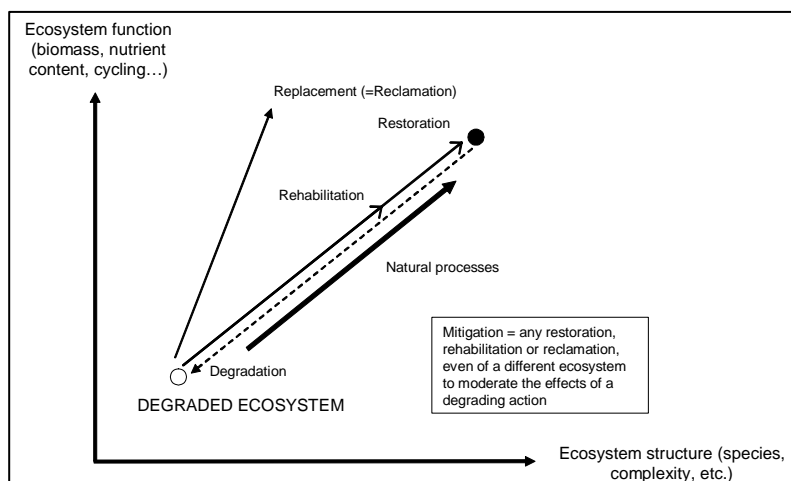 Ecosystem function
(biomass, nutrient
content, cycling…)
Replacement (=Reclamation)
Restoration
Rehabilitation
Natural processes
Degradation
DEGRADED ECOSYSTEM
Mitigation = any restoration,
rehabilitation or reclamation,
even of a different ecosystem
to moderate the effects of a
degrading action
Ecosystem structure (species,
complexity, etc.)